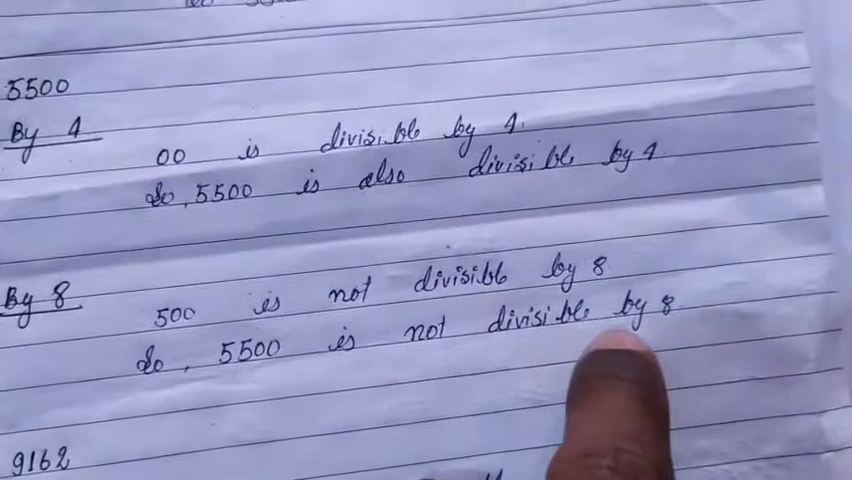 5500
By 4
00 is divisible by 4.
So, 5500 is also divisible by 4
By 8
500 is not divisible by 8
So, 5500 is not divisible by 8
9162